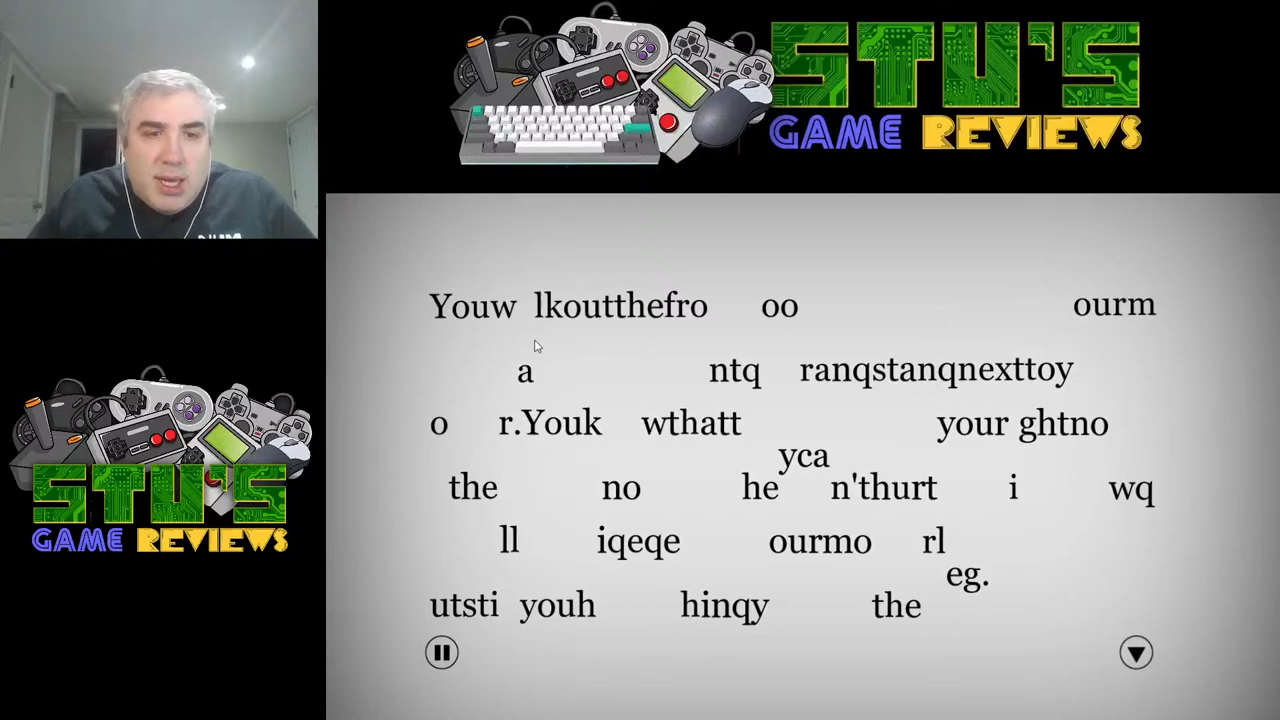 STU'S
GAME REVIEWS
Youw lkoutthefro oo ourm
a ntq ranqstanqnexttoy
o r.Youk wthatt your ghtno
yca
the no he n'thurt i wq
ll iqeqe ourmo rl
eg.
utsti youh hinqy the
STU'S
GAME REVIEWS